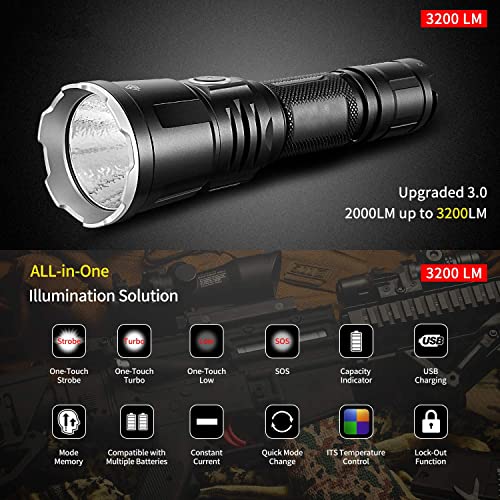 3200 LM
Upgraded 3.0
2000LM up to 3200LM
ALL-in-One
3200 LM
Illumination Solution
Strobe
Turbo
Low
SOS
USB
One-Touch
Strobe
One-Touch
Turbo
One-Touch
Low
SOS
Capacity
Indicator
USB
Charging
Mode
Memory
Compatible with
Multiple Batteries
Constant
Current
Quick Mode
Change
ITS Temperature
Control
Lock-Out
Function